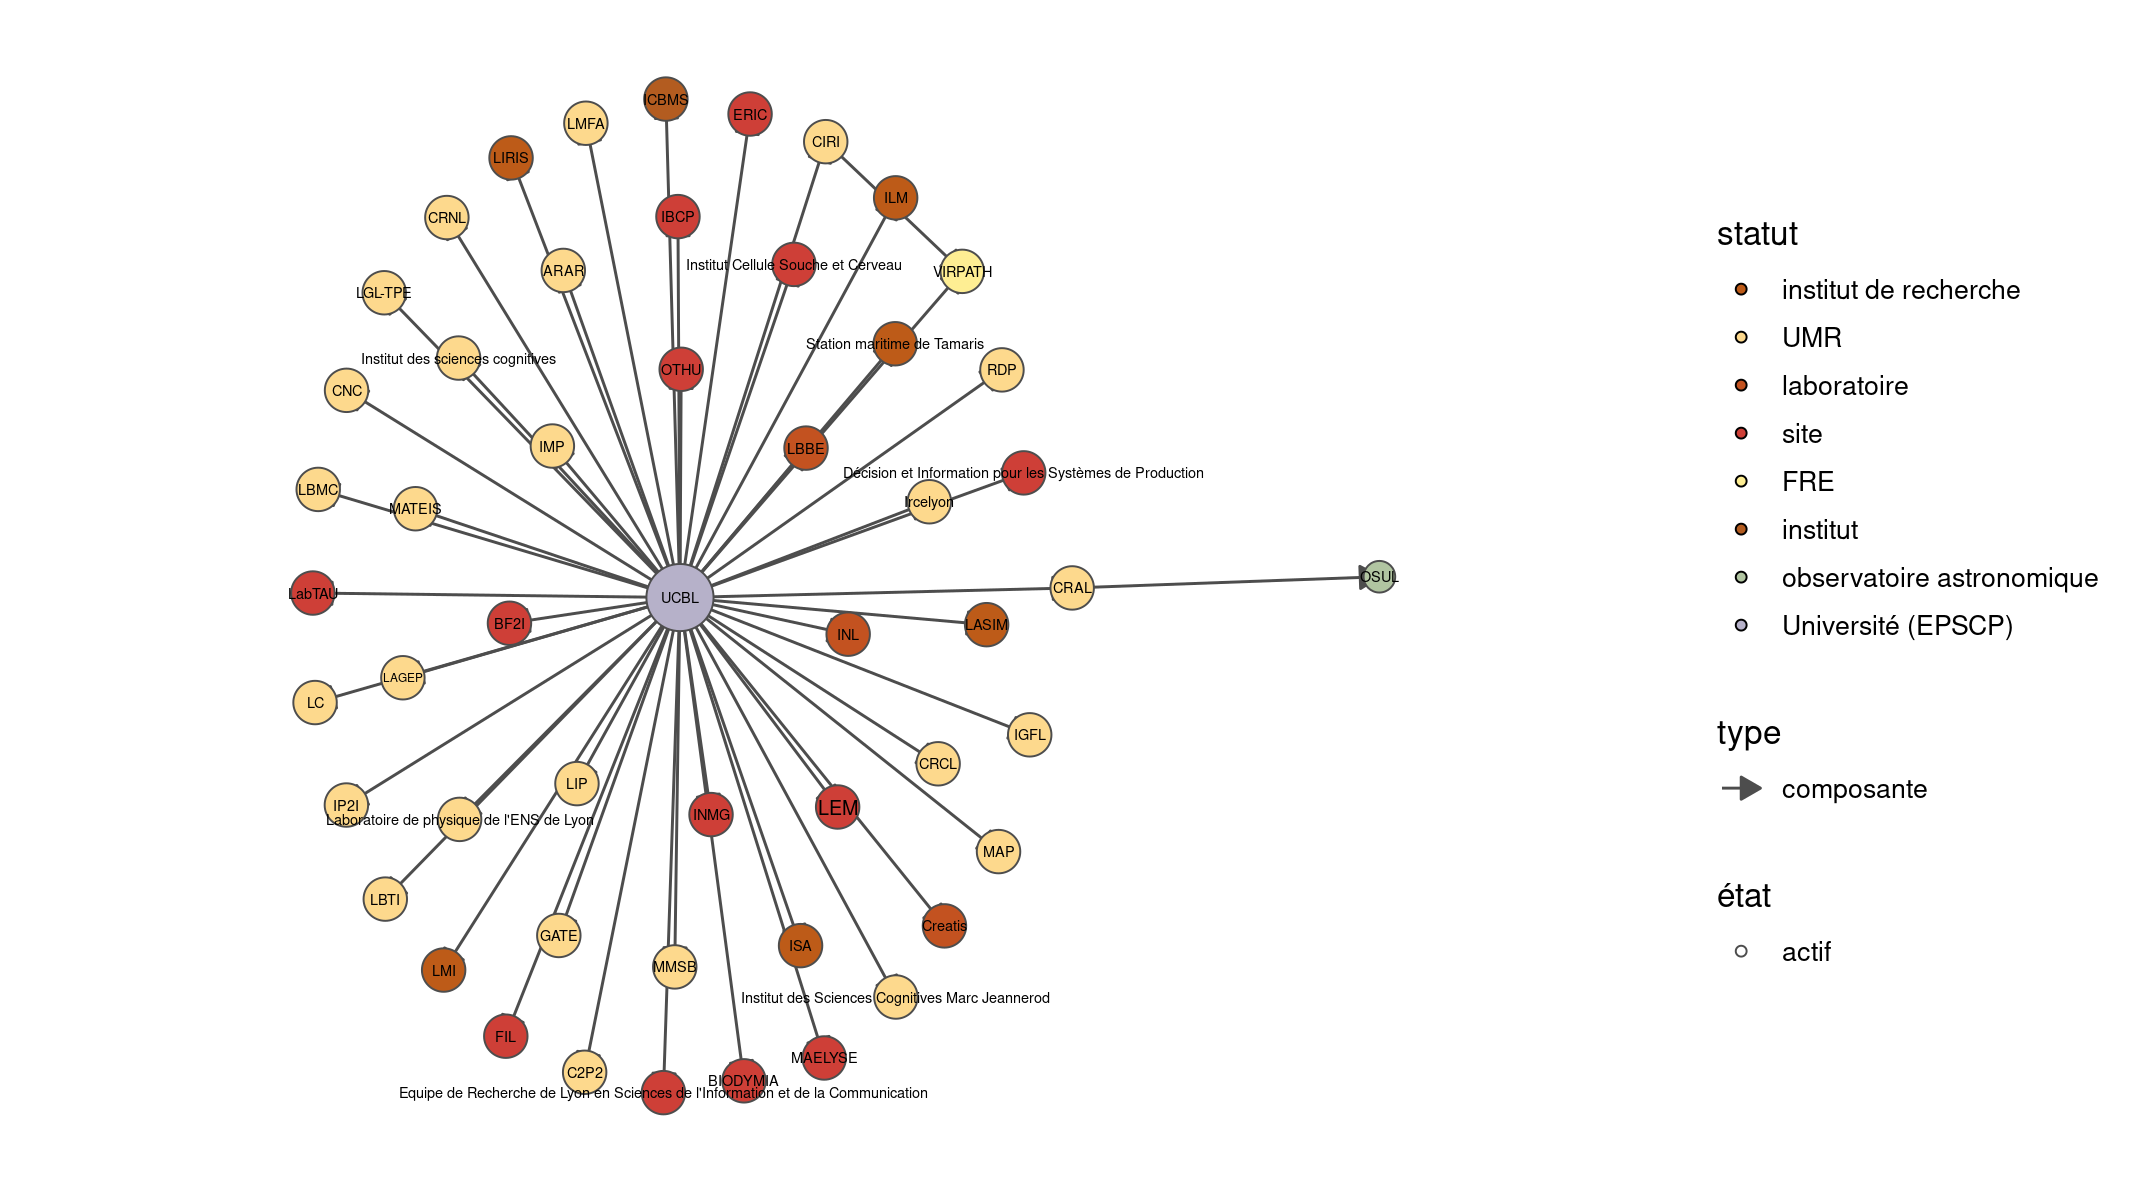 ICBMS
ERIC
LMFA
CIRI
LIRIS
ILM
CRNL
IBCP
Institut Cellule Souche et Cerveau
VIRPATH
ARAR
LGL-TPE
Station maritime de Tamaris
Institut des sciences cognitives
OTHU
RDP
CNC
IMP
LBBE
Décision et Information pour les Systèmes de Production
LBMC
Ircelyon
MATEIS
OSUL
CRAL
LabTAU
UCBL
BF2I
LASIM
INL
LAGEP
LC
IGFL
CRCL
LIP
IP2I
LEM
INMG
Laboratoire de physique de l'ENS de Lyon
MAP
LBTI
Creatis
GATE
ISA
MMSB
LMI
Institut des Sciences Cognitives Marc Jeannerod
FIL
MAELYSE
C2P2
BIODYMIA
Equipe de Recherche de Lyon en Sciences de l'Information et de la Communication
statut
institut de recherche
UMR
laboratoire
site
FRE
institut
observatoire astronomique
Université (EPSCP)
type
composante
état
actif